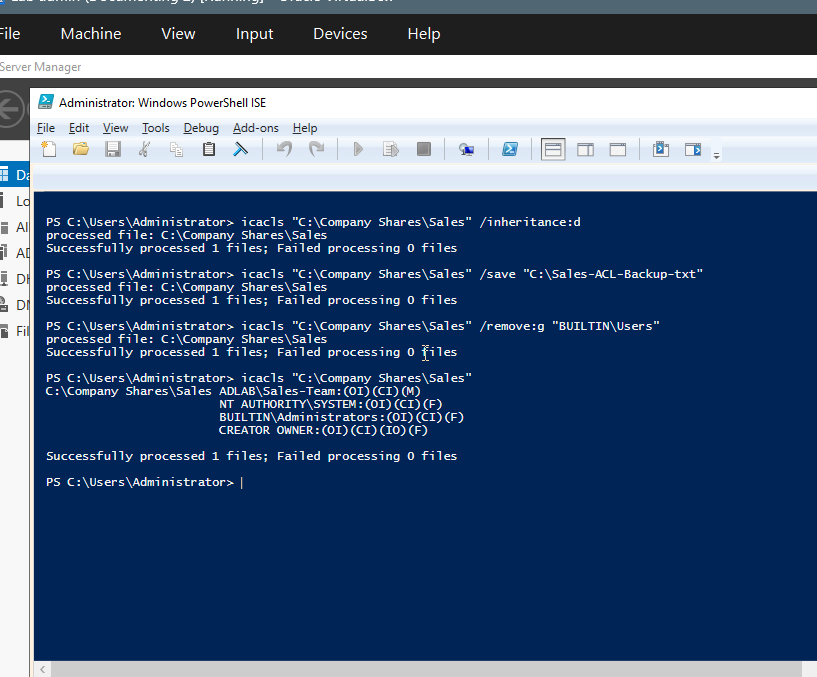 Machine View Input Devices Help
Server Manager
Administrator: Windows PowerShell ISE
File Edit View Tools Debug Add-ons Help
PS C:\Users\Administrator> icacls "C:\Company Shares\Sales" /inheritance:d
processed file: C:\Company Shares\Sales
Successfully processed 1 files; Failed processing 0 files
PS C:\Users\Administrator> icacls "C:\Company Shares\Sales" /save "C:\Sales-ACL-Backup-txt"
processed file: C:\Company Shares\Sales
Successfully processed 1 files; Failed processing 0 files
PS C:\Users\Administrator> icacls "C:\Company Shares\Sales" /remove:g "BUILTIN\Users"
processed file: C:\Company Shares\Sales
Successfully processed 1 files; Failed processing 0 files
PS C:\Users\Administrator> icacls "C:\Company Shares\Sales"
C:\Company Shares\Sales ADLAB\Sales-Team:(OI)(CI)(M)
NT AUTHORITY\SYSTEM:(OI)(CI)(F)
BUILTIN\Administrators:(OI)(CI)(F)
CREATOR OWNER:(OI)(CI)(IO)(F)
Successfully processed 1 files; Failed processing 0 files
PS C:\Users\Administrator>